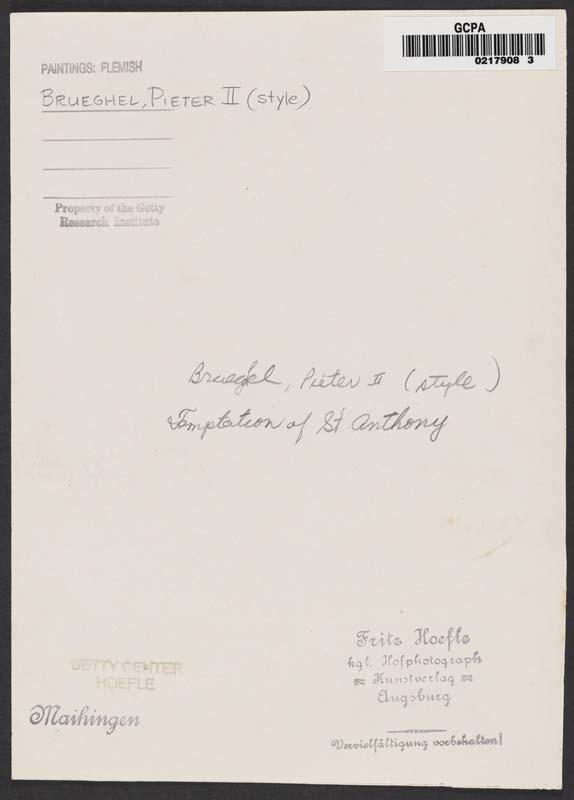 GCPA
0217908 3
PAINTINGS: FLEMISH
BRUEGHEL, PIETER II (style)
Property of the Getty
Research Institute
Brueghel, Pieter II (style)
Temptation of St Anthony
Fritz Hoefle
kgl. Hofphotograph
Kunstverlag
Augsburg
Vervielfältigung vorbehalten!
GETTY CENTER
HOEFLE
Maihingen